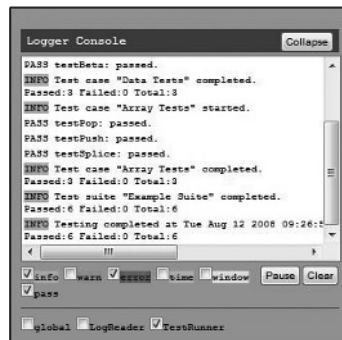 Logger Console Collapse
PASS testBeta: passed.
INFO Test case "Data Tests" completed.
Passed:3 Failed:0 Total:3
INFO Test case "Array Tests" started.
PASS testPop: passed.
PASS testPush: passed.
PASS testSplice: passed.
INFO Test case "Array Tests" completed.
Passed:3 Failed:0 Total:3
INFO Test suite "Example Suite" completed.
Passed:6 Failed:0 Total:6
INFO Testing completed at Tue Aug 12 2008 09:26:5
Passed:6 Failed:0 Total:6
info warn error time window Pause Clear
pass
global LogReader TestRunner